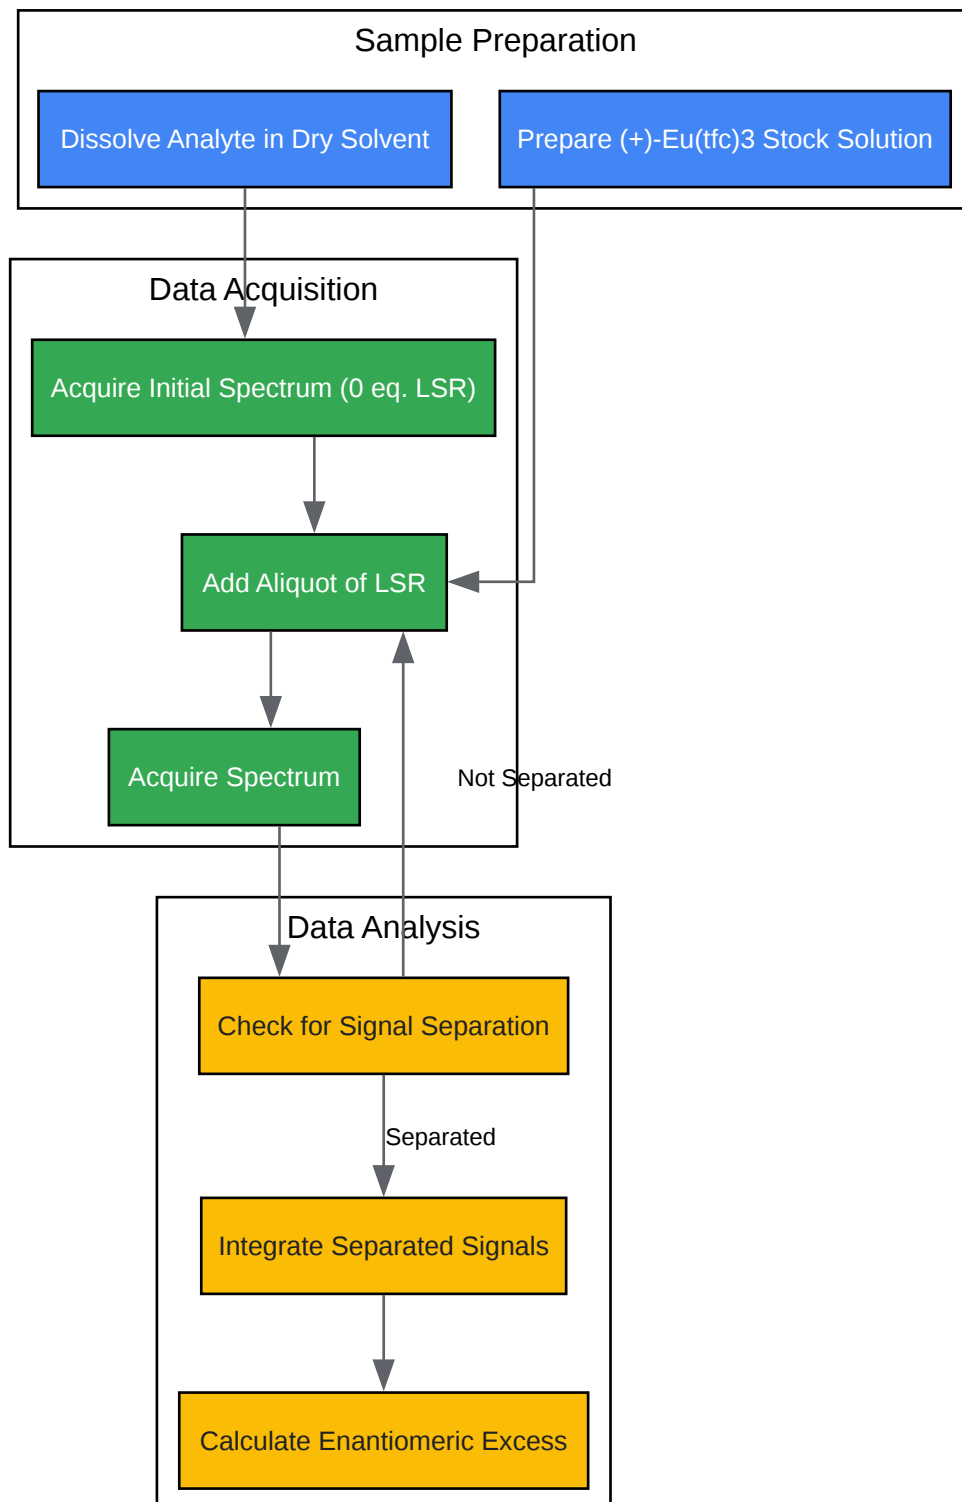 Sample Preparation
Dissolve Analyte in Dry Solvent
Prepare (+)-Eu(tfc)3 Stock Solution
Data Acquisition
Acquire Initial Spectrum (0 eq. LSR)
Add Aliquot of LSR
Acquire Spectrum
Not Separated
Data Analysis
Check for Signal Separation
Separated
Integrate Separated Signals
Calculate Enantiomeric Excess